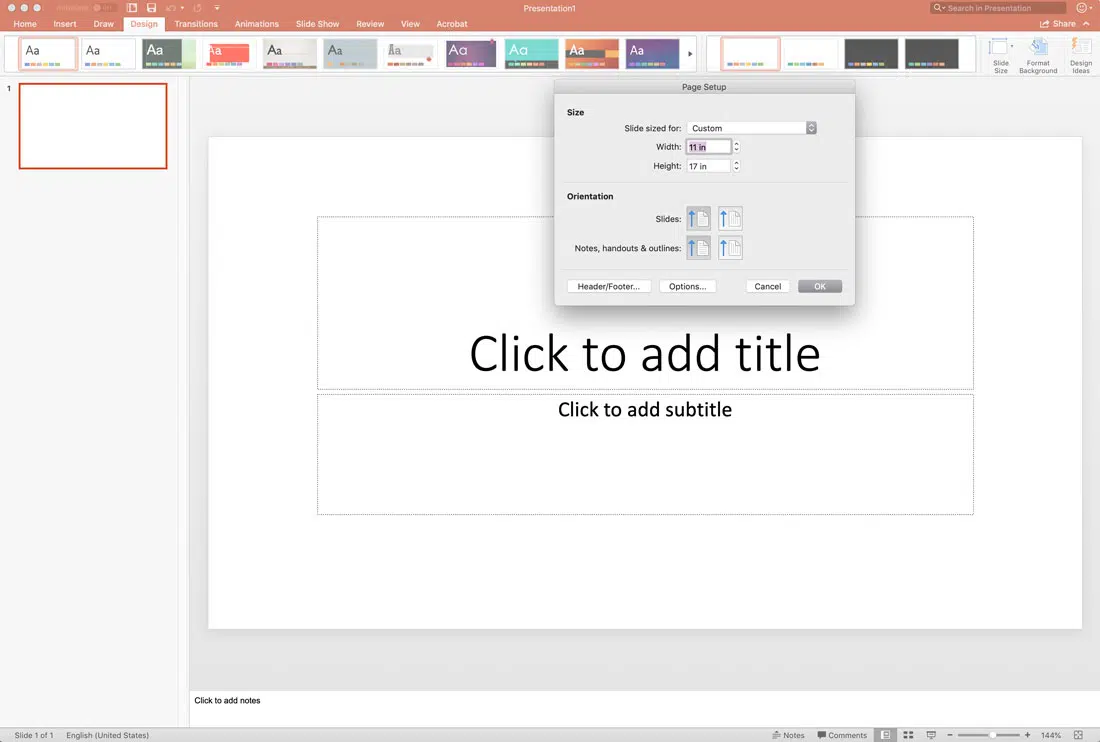 Presentation1
Search in Presentation
Home Insert Draw Design Transitions Animations Slide Show Review View Acrobat
Share
Aa Aa Aa Aa Aa Aa Aa Aa Aa Aa Aa
Slide Size
Format Background
Design Ideas
1
Page Setup
Size
Slide sized for: Custom
Width: 11 in
Height: 17 in
Orientation
Slides:
Notes, handouts & outlines:
Header/Footer... Options... Cancel OK
Click to add title
Click to add subtitle
Click to add notes
Slide 1 of 1 English (United States) Notes Comments 144%